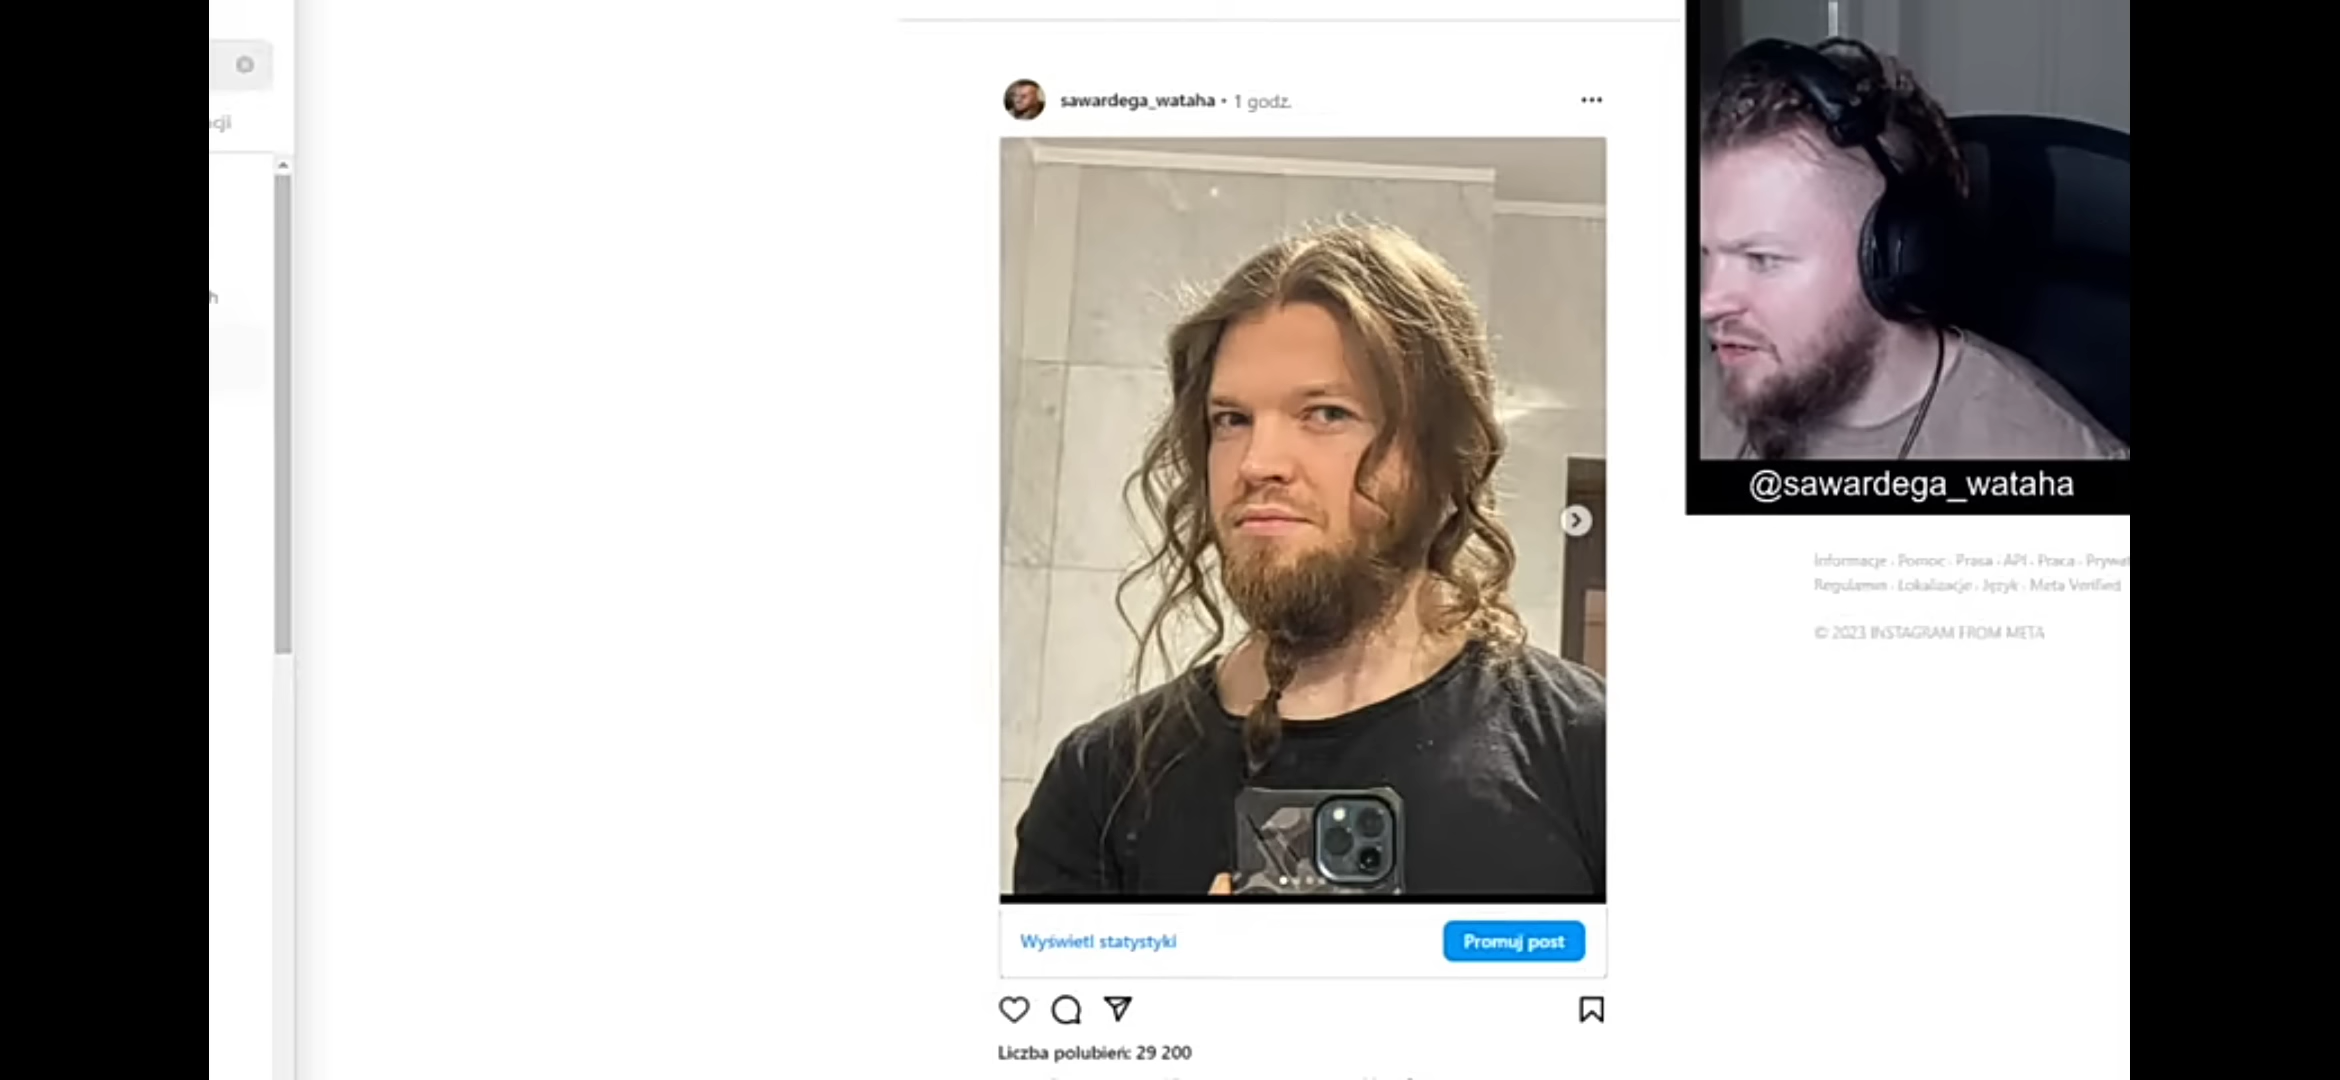 cji
h
sawardega_wataha • 1 godz.
@sawardega_wataha
Informacje · Pomoc · Prasa · API · Praca · Prywat
Regulamin · Lokalizacje · Język · Meta Verified
© 2023 INSTAGRAM FROM META
Wyświetl statystyki
Promuj post
Liczba polubień: 29 200